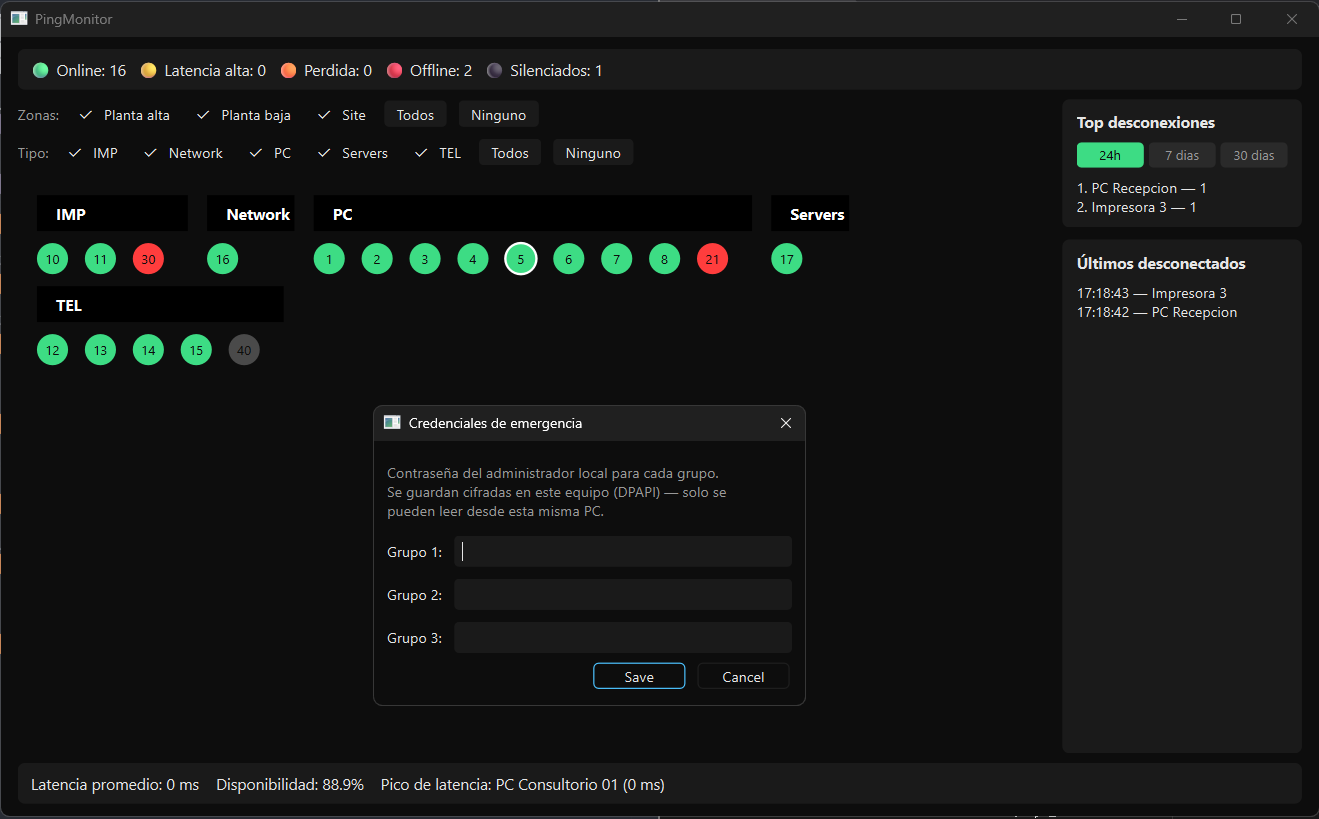 PingMonitor
Online: 16 Latencia alta: 0 Perdida: 0 Offline: 2 Silenciados: 1
Zonas: Planta alta Planta baja Site Todos Ninguno
Tipo: IMP Network PC Servers TEL Todos Ninguno
IMP Network PC Servers
10 11 30 16 1 2 3 4 5 6 7 8 21 17
TEL
12 13 14 15 40
Top desconexiones
24h 7 dias 30 dias
1. PC Recepcion — 1
2. Impresora 3 — 1
Últimos desconectados
17:18:43 — Impresora 3
17:18:42 — PC Recepcion
Credenciales de emergencia
Contraseña del administrador local para cada grupo.
Se guardan cifradas en este equipo (DPAPI) — solo se
pueden leer desde esta misma PC.
Grupo 1:
Grupo 2:
Grupo 3:
Save Cancel
Latencia promedio: 0 ms Disponibilidad: 88.9% Pico de latencia: PC Consultorio 01 (0 ms)